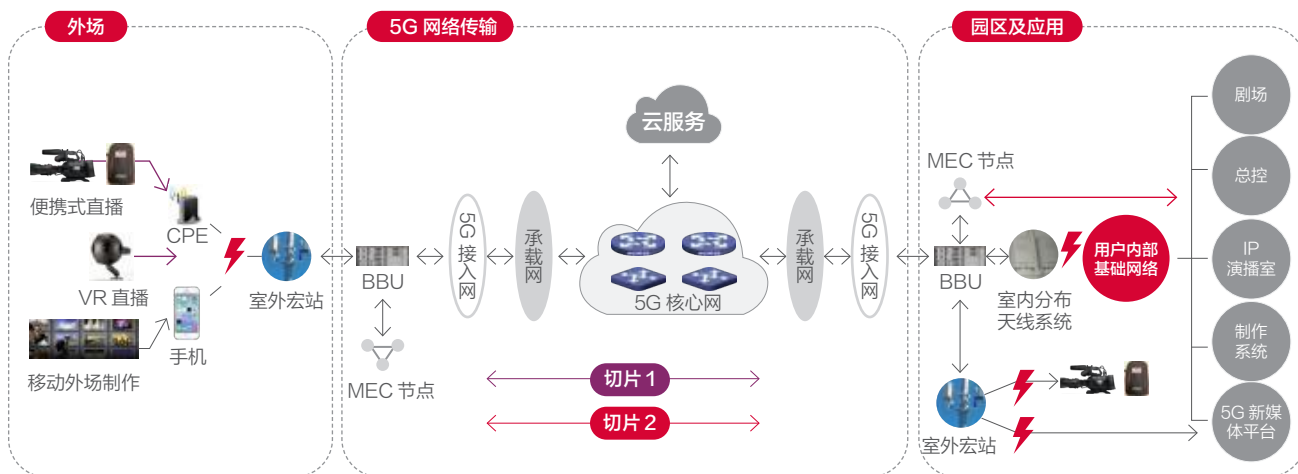 外场
便携式直播
CPE
VR 直播
室外宏站
手机
移动外场制作
5G 网络传输
云服务
BBU
5G 接入网
承载网
5G 核心网
承载网
5G 接入网
MEC 节点
切片 1
切片 2
园区及应用
MEC 节点
BBU
室内分布
天线系统
用户内部
基础网络
室外宏站
剧场
总控
IP
演播室
制作
系统
5G 新媒
体平台